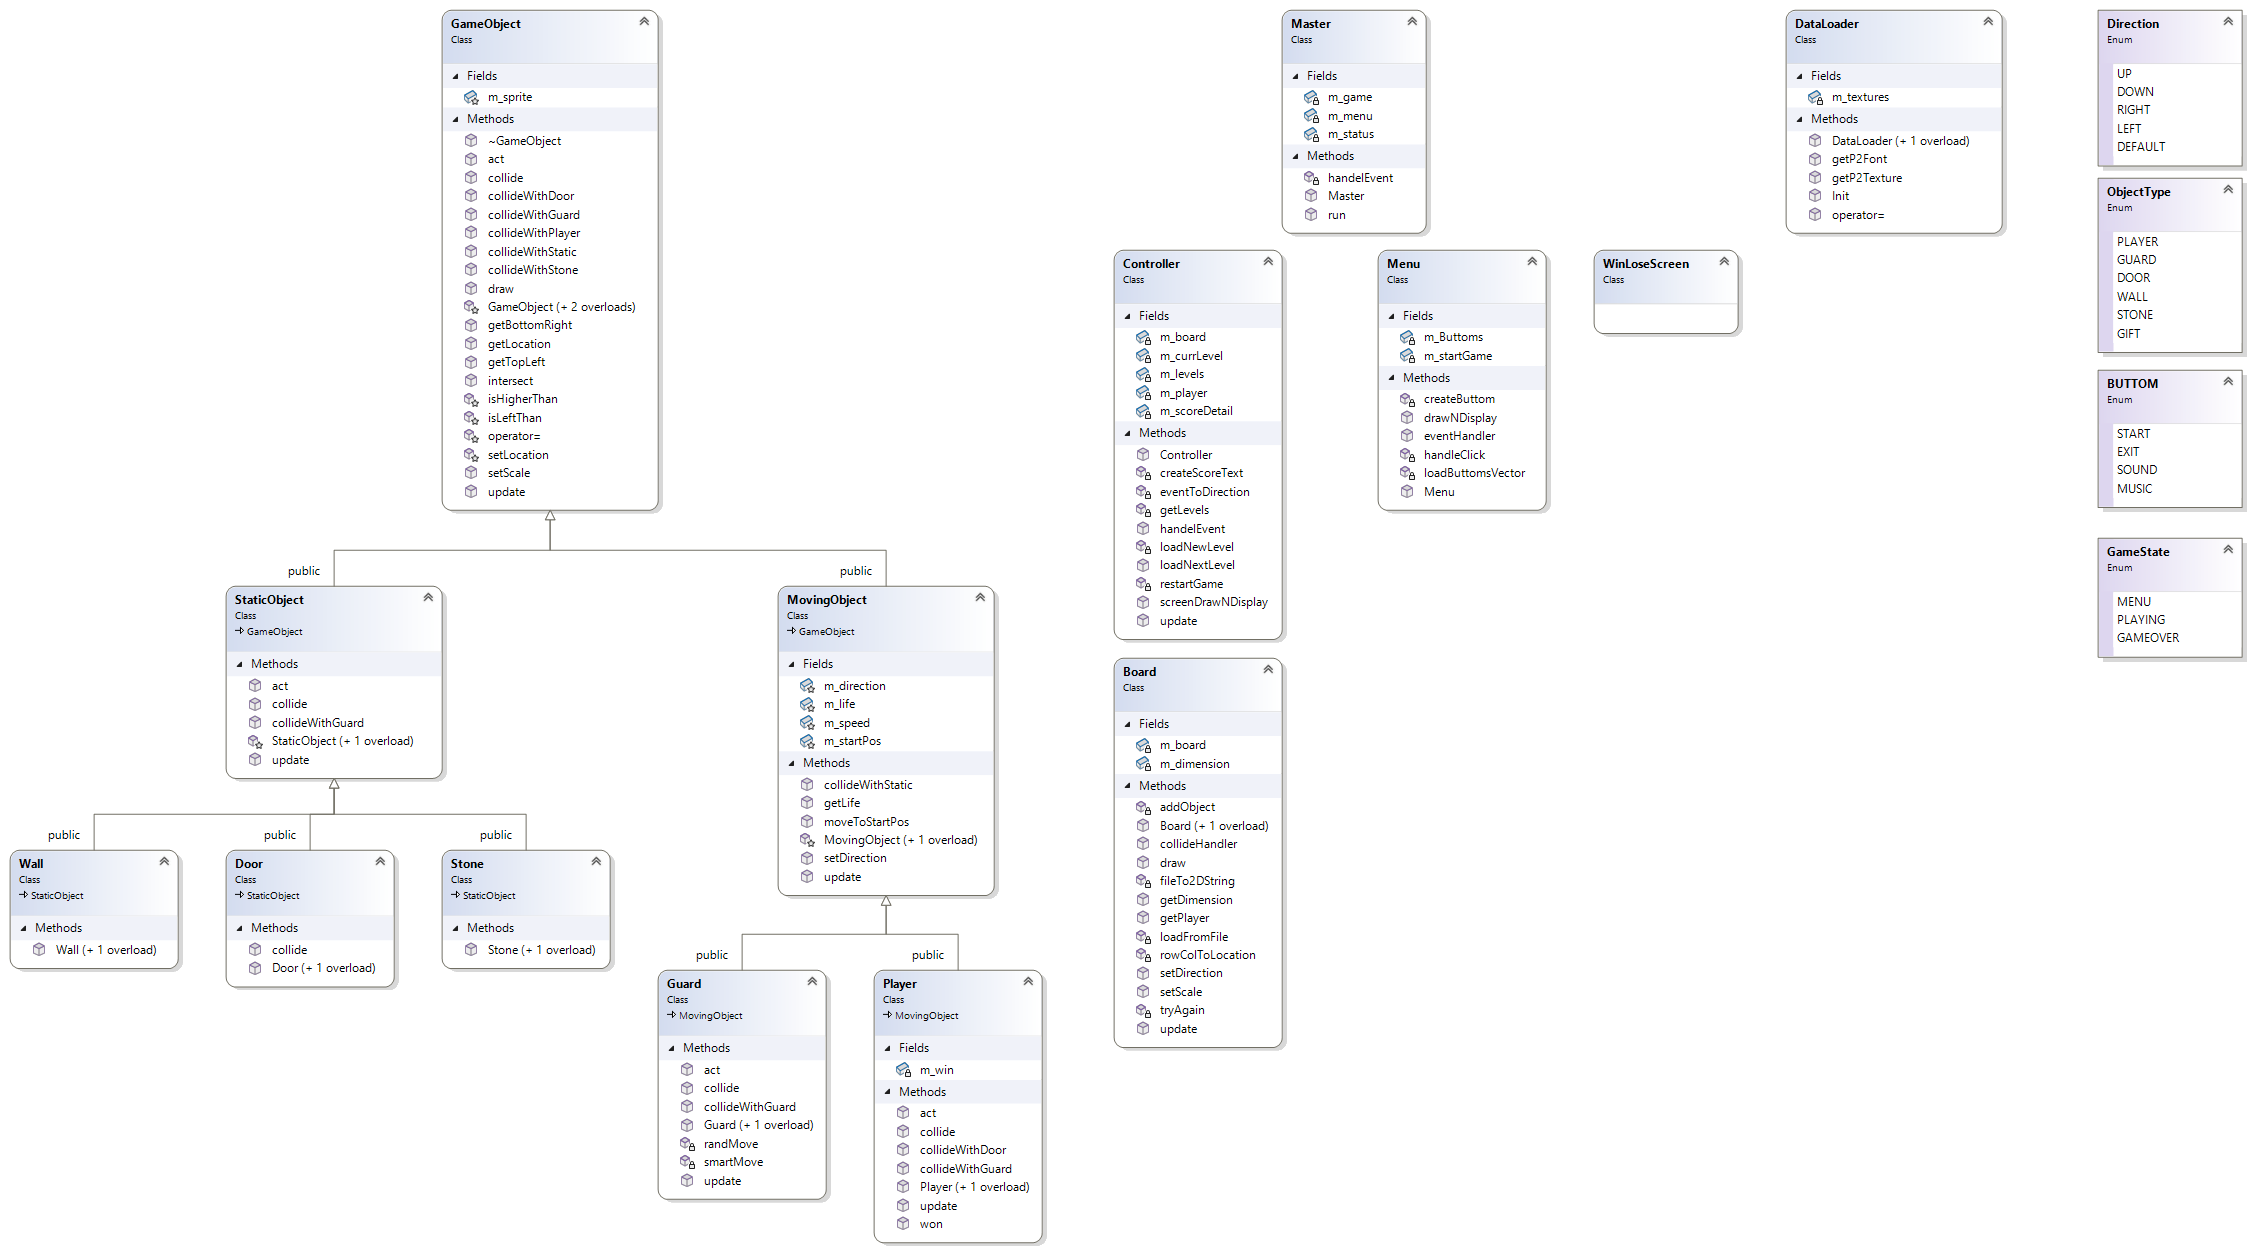 GameObject
Class
Fields
m_sprite
Methods
~GameObject
act
collide
collideWithDoor
collideWithGuard
collideWithPlayer
collideWithStatic
collideWithStone
draw
GameObject (+ 2 overloads)
getBottomRight
getLocation
getTopLeft
intersect
isHigherThan
isLeftThan
operator=
setLocation
setScale
update
public
public
StaticObject
Class
GameObject
Methods
act
collide
collideWithGuard
StaticObject (+ 1 overload)
update
MovingObject
Class
GameObject
Fields
m_direction
m_life
m_speed
m_startPos
Methods
collideWithStatic
getLife
moveToStartPos
MovingObject (+ 1 overload)
setDirection
update
public
public
public
Wall
Class
StaticObject
Methods
Wall (+ 1 overload)
Door
Class
StaticObject
Methods
collide
Door (+ 1 overload)
Stone
Class
StaticObject
Methods
Stone (+ 1 overload)
public
public
Guard
Class
MovingObject
Methods
act
collide
collideWithGuard
Guard (+ 1 overload)
randMove
smartMove
update
Player
Class
MovingObject
Fields
m_win
Methods
act
collide
collideWithDoor
collideWithGuard
Player (+ 1 overload)
update
won
Master
Class
Fields
m_game
m_menu
m_status
Methods
handelEvent
Master
run
Controller
Class
Fields
m_board
m_currLevel
m_levels
m_player
m_scoreDetail
Methods
Controller
createScoreText
eventToDirection
getLevels
handelEvent
loadNewLevel
loadNextLevel
restartGame
screenDrawNDisplay
update
Menu
Class
Fields
m_Buttoms
m_startGame
Methods
createButtom
drawNDisplay
eventHandler
handleClick
loadButtomsVector
Menu
WinLoseScreen
Class
Board
Class
Fields
m_board
m_dimension
Methods
addObject
Board (+ 1 overload)
collideHandler
draw
fileTo2DString
getDimension
getPlayer
loadFromFile
rowColToLocation
setDirection
setScale
tryAgain
update
DataLoader
Class
Fields
m_textures
Methods
DataLoader (+ 1 overload)
getP2Font
getP2Texture
Init
operator=
Direction
Enum
UP
DOWN
RIGHT
LEFT
DEFAULT
ObjectType
Enum
PLAYER
GUARD
DOOR
WALL
STONE
GIFT
BUTTOM
Enum
START
EXIT
SOUND
MUSIC
GameState
Enum
MENU
PLAYING
GAMEOVER